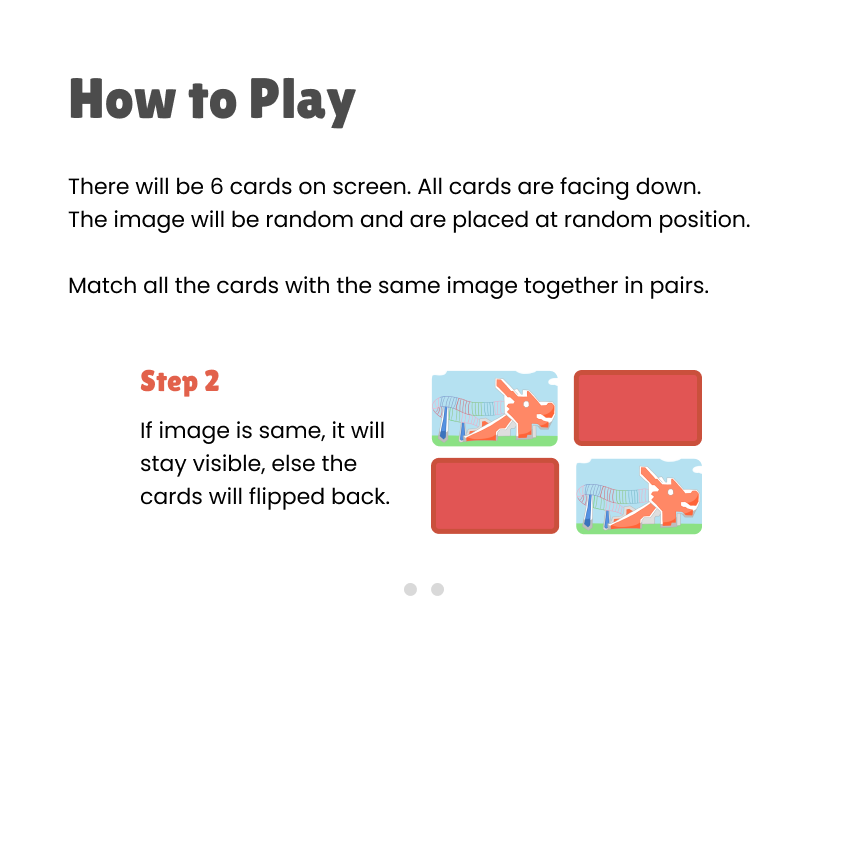 How to Play
There will be 6 cards on screen. All cards are facing down.
The image will be random and are placed at random position.
Match all the cards with the same image together in pairs.
Step 2
If image is same, it will
stay visible, else the
cards will flipped back.